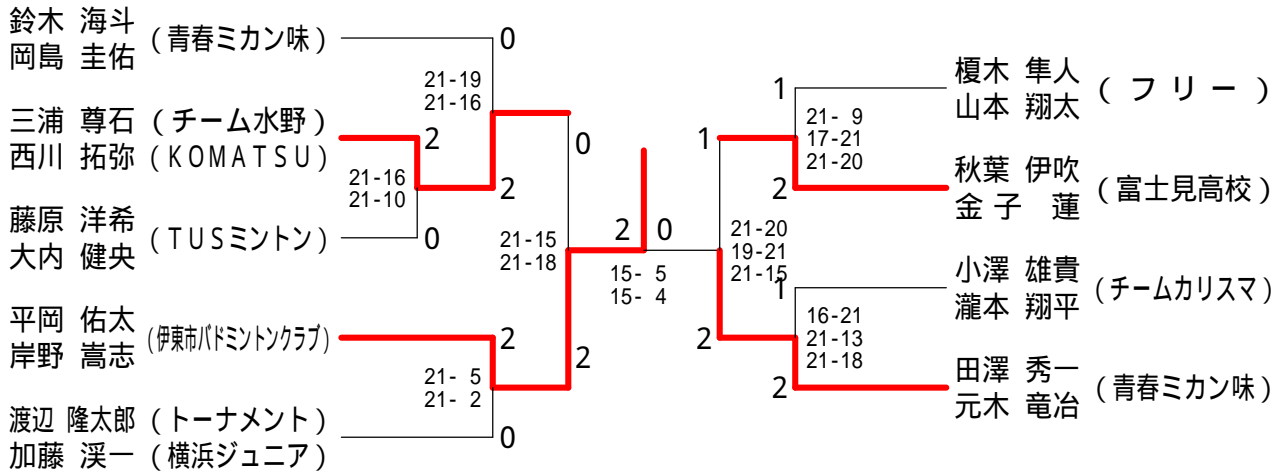 鈴木 海斗
岡島 圭佑
(青春ミカン味)
0
21-19
21-16
三浦 尊石 (チーム水野)
西川 拓弥 (KOMATSU)
2
2
21-16
21-10
藤原 洋希
大内 健央
(TUSミントン)
0
0
21-15
21-18
平岡 佑太
岸野 嵩志
(伊東市バドミントンクラブ)
2
2
21- 5
21- 2
渡辺 隆太郎 (トーナメント)
加藤 渓一 (横浜ジュニア)
0
2 0
15- 5
15- 4
榎木 隼人
山本 翔太
(フリー)
1
21- 9
17-21
21-20
1
秋葉 伊吹
金子 蓮
(富士見高校)
2
21-20
19-21
21-15
小澤 雄貴
瀧本 翔平
(チームカリスマ)
1
16-21
21-13
21-18
2
田澤 秀一
元木 竜冶
(青春ミカン味)
2